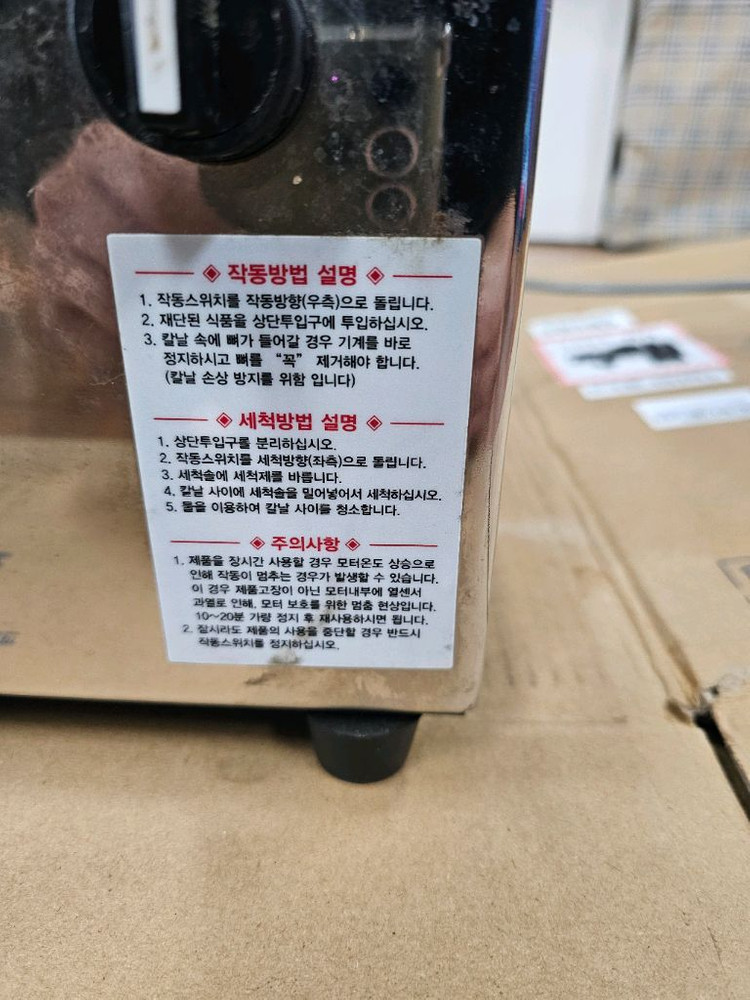 ◈ 작동방법 설명 ◈
1. 작동스위치를 작동방향(우측)으로 돌립니다.
2. 재단된 식품을 상단투입구에 투입하십시오.
3. 칼날 속에 뼈가 들어갈 경우 기계를 바로
정지하시고 뼈를 “꼭” 제거해야 합니다.
(칼날 손상 방지를 위함 입니다)
◈ 세척방법 설명 ◈
1. 상단투입구를 분리하십시오.
2. 작동스위치를 세척방향(좌측)으로 돌립니다.
3. 세척솔에 세척제를 바릅니다.
4. 칼날 사이에 세척솔을 밀어넣어서 세척하십시오.
5. 물을 이용하여 칼날 사이를 청소합니다.
◈ 주의사항 ◈
1. 제품을 장시간 사용할 경우 모터온도 상승으로
인해 작동이 멈추는 경우가 발생할 수 있습니다.
이 경우 제품고장이 아닌 모터내부에 열센서
과열로 인해, 모터 보호를 위한 멈춤 현상입니다.
10~20분 가량 정지 후 재사용하시면 됩니다.
2. 잠시라도 제품의 사용을 중단할 경우 반드시
작동스위치를 정지하십시오.